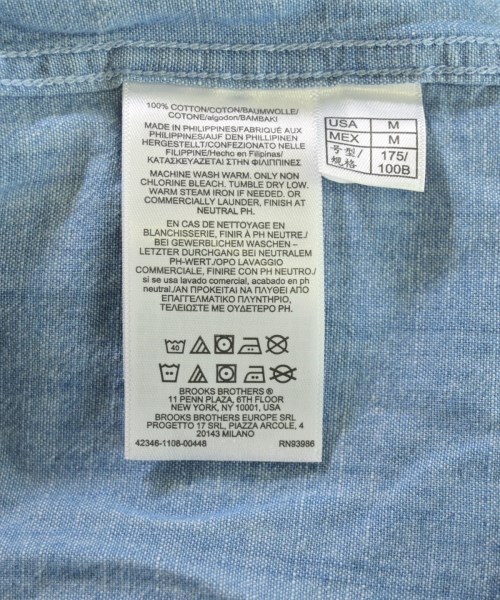 100% COTTON/COTON/BAUMWOLLE/
COTONE/algodon/BAMBAKI
MADE IN PHILIPPINES/FABRIQUÉ AUX
PHILIPPINES/AUF DEN PHILLIPINEN
HERGESTELLT/CONFEZIONATO NELLE
FILIPPINE/Hecho en Filipinas/
ΚΑΤΑΣΚΕΥΑΖΕΤΑΙ ΣΤΗΝ ΦΙΛΙΠΠΙΝΕΣ
MACHINE WASH WARM. ONLY NON
CHLORINE BLEACH. TUMBLE DRY LOW.
WARM STEAM IRON IF NEEDED. OR
COMMERCIALLY LAUNDER, FINISH AT
NEUTRAL PH.
EN CAS DE NETTOYAGE EN
BLANCHISSERIE, FINIR À PH NEUTRE./
BEI GEWERBLICHEM WASCHEN –
LETZTER DURCHGANG BEI NEUTRALEM
PH-WERT./OPO LAVAGGIO
COMMERCIALE, FINIRE CON PH NEUTRO./
si se usa lavado comercial, acabado en ph
neutral./ΑΝ ΠΡΟΚΕΙΤΑΙ ΝΑ ΠΛΥΘΕΙ ΑΠΟ
ΕΠΑΓΓΕΛΜΑΤΙΚΟ ΠΛΥΝΤΗΡΙΟ,
ΤΕΛΕΙΩΣΤΕ ΜΕ ΟΥΔΕΤΕΡΟ PH.
40
BROOKS BROTHERS ®
11 PENN PLAZA, 6TH FLOOR
NEW YORK, NY 10001, USA
BROOKS BROTHERS EUROPE SRL
PROGETTO 17 SRL, PIAZZA ARCOLE, 4
20143 MILANO
42346-1108-00448 RN93986
USA M
MEX M
号型/ 175/
规格 100B